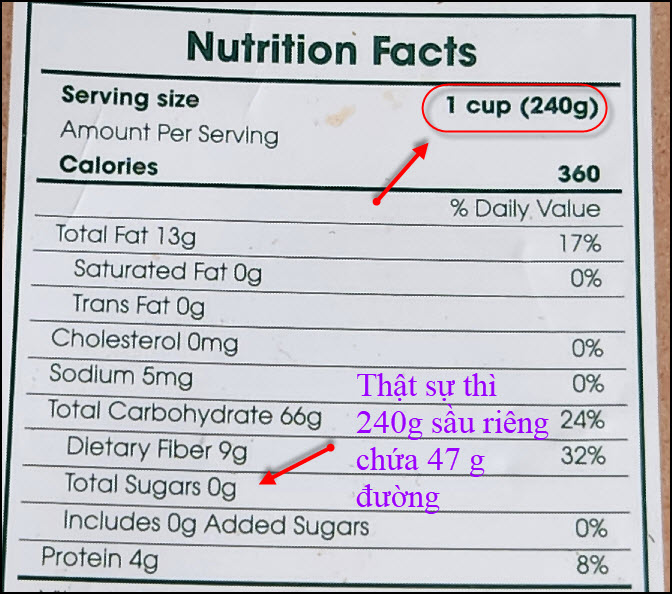 Nutrition Facts
Serving size 1 cup (240g)
Amount Per Serving
Calories 360
% Daily Value
Total Fat 13g 17%
Saturated Fat 0g 0%
Trans Fat 0g
Cholesterol 0mg 0%
Sodium 5mg 0%
Total Carbohydrate 66g 24%
Dietary Fiber 9g 32%
Total Sugars 0g
Includes 0g Added Sugars 0%
Protein 4g 8%
Thật sự thì
240g sầu riêng
chứa 47 g
đường